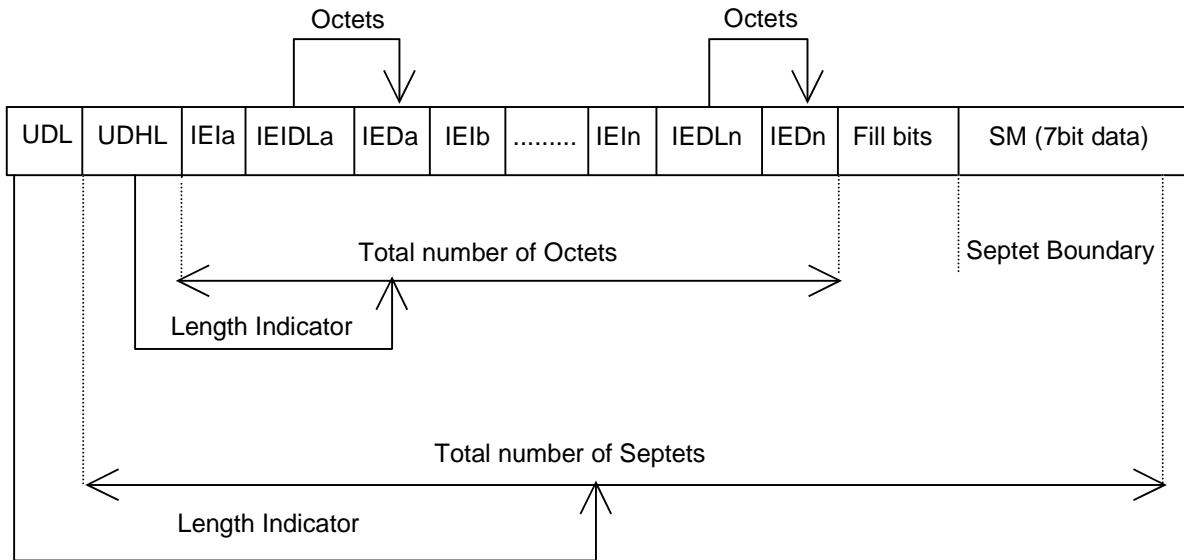 Octets
Octets
UDL UDHL IEIa IEIDLa IEDa IEIb ......... IEIn IEDLn IEDn Fill bits SM (7bit data)
Total number of Octets
Septet Boundary
Length Indicator
Total number of Septets
Length Indicator